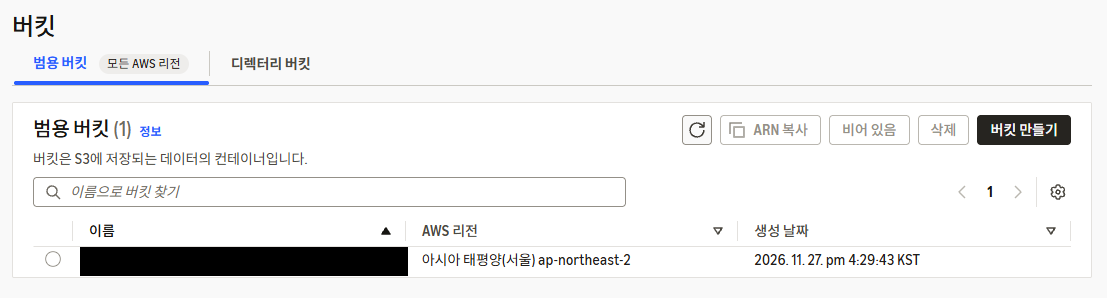 버킷
범용 버킷 모든 AWS 리전 디렉터리 버킷
범용 버킷 (1) 정보
ARN 복사 비어 있음 삭제 버킷 만들기
버킷은 S3에 저장되는 데이터의 컨테이너입니다.
이름으로 버킷 찾기
1
이름 AWS 리전 생성 날짜
아시아 태평양(서울) ap-northeast-2 2026. 11. 27. pm 4:29:43 KST